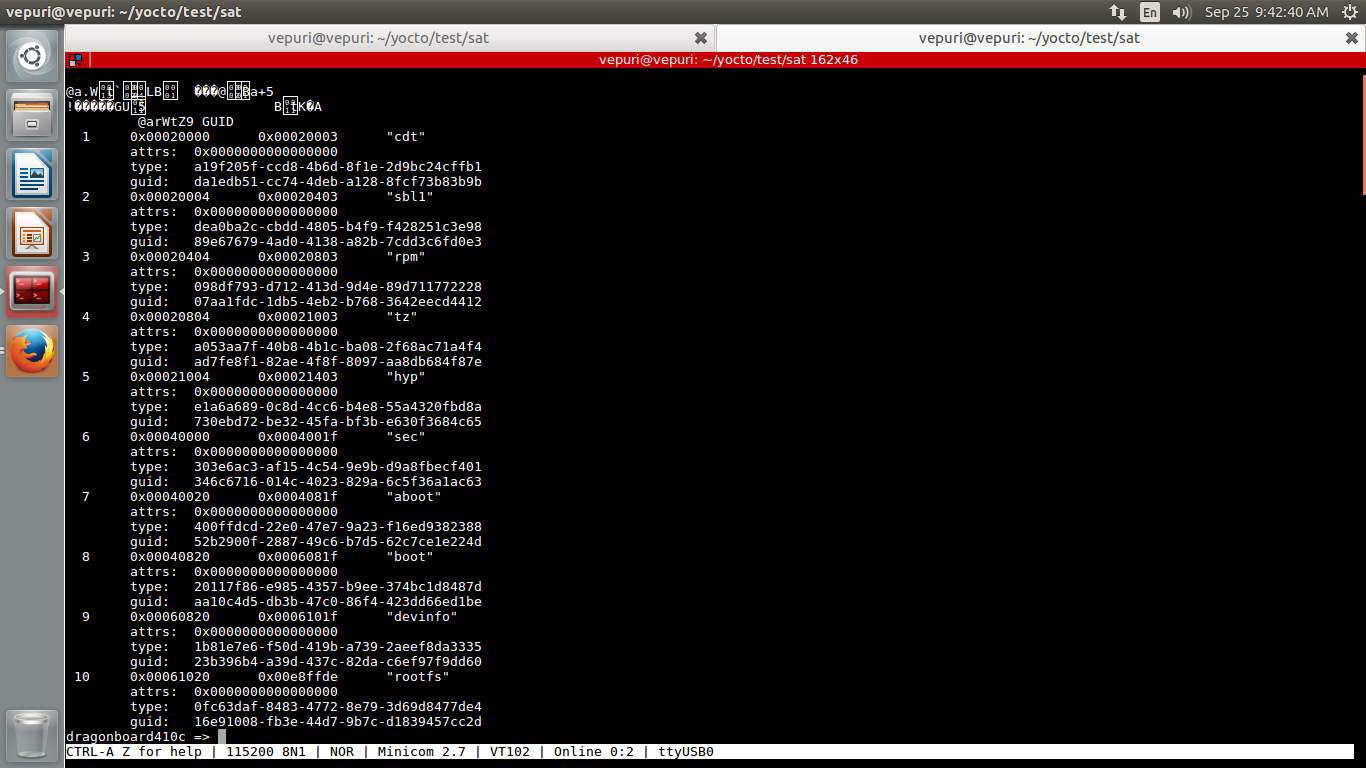 vepuri@vepuri: ~/yocto/test/sat
En
Sep 25 9:42:40 AM
vepuri@vepuri: ~/yocto/test/sat
vepuri@vepuri: ~/yocto/test/sat
vepuri@vepuri: ~/yocto/test/sat 162x46
@arWtZ9 GUID
1 0x00020000 0x00020003 "cdt"
attrs: 0x0000000000000000
type: a19f205f-ccd8-4b6d-8f1e-2d9bc24cffb1
guid: da1edb51-cc74-4deb-a128-8fcf73b83b9b
2 0x00020004 0x00020403 "sbl1"
attrs: 0x0000000000000000
type: dea0ba2c-cbdd-4805-b4f9-f428251c3e98
guid: 89e67679-4ad0-4138-a82b-7cdd3c6fd0e3
3 0x00020404 0x00020803 "rpm"
attrs: 0x0000000000000000
type: 098df793-d712-413d-9d4e-89d711772228
guid: 07aa1fdc-1db5-4eb2-b768-3642eecd4412
4 0x00020804 0x00021003 "tz"
attrs: 0x0000000000000000
type: a053aa7f-40b8-4b1c-ba08-2f68ac71a4f4
guid: ad7fe8f1-82ae-4f8f-8097-aa8db684f87e
5 0x00021004 0x00021403 "hyp"
attrs: 0x0000000000000000
type: e1a6a689-0c8d-4cc6-b4e8-55a4320fbd8a
guid: 730ebd72-be32-45fa-bf3b-e630f3684c65
6 0x00040000 0x0004001f "sec"
attrs: 0x0000000000000000
type: 303e6ac3-af15-4c54-9e9b-d9a8fbecf401
guid: 346c6716-014c-4023-829a-6c5f36a1ac63
7 0x00040020 0x0004081f "aboot"
attrs: 0x0000000000000000
type: 400ffdcd-22e0-47e7-9a23-f16ed9382388
guid: 52b2900f-2887-49c6-b7d5-62c7ce1e224d
8 0x00040820 0x0006081f "boot"
attrs: 0x0000000000000000
type: 20117f86-e985-4357-b9ee-374bc1d8487d
guid: aa10c4d5-db3b-47c0-86f4-423dd66ed1be
9 0x00060820 0x0006101f "devinfo"
attrs: 0x0000000000000000
type: 1b81e7e6-f50d-419b-a739-2aeef8da3335
guid: 23b396b4-a39d-437c-82da-c6ef97f9dd60
10 0x00061020 0x00e8ffde "rootfs"
attrs: 0x0000000000000000
type: 0fc63daf-8483-4772-8e79-3d69d8477de4
guid: 16e91008-fb3e-44d7-9b7c-d1839457cc2d
dragonboard410c =>
CTRL-A Z for help | 115200 8N1 | NOR | Minicom 2.7 | VT102 | Online 0:2 | ttyUSB0